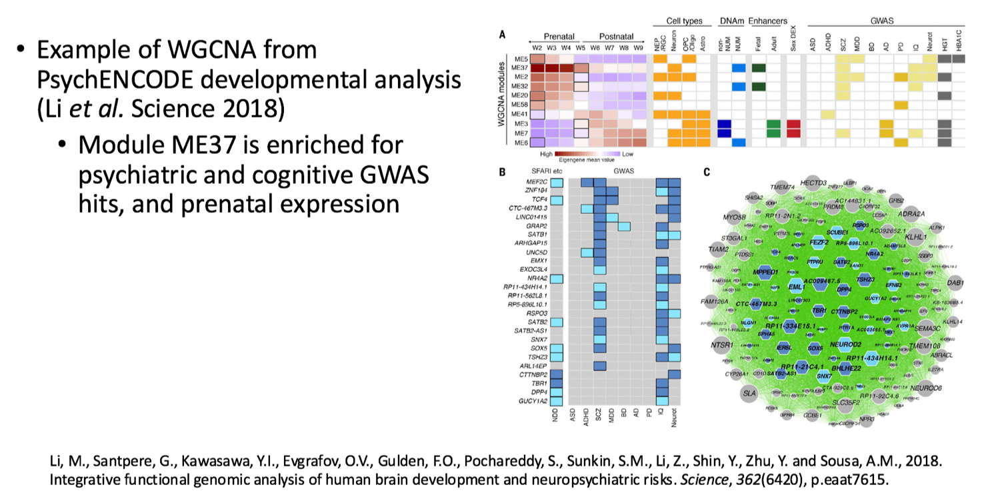 • Example of WGCNA from
PsychENCODE developmental analysis
(Li et al. Science 2018)
• Module ME37 is enriched for
psychiatric and cognitive GWAS
hits, and prenatal expression
A
Cell types DNAm Enhancers GWAS
Prenatal Postnatal
W2 W3 W4 W5 W6 W7 W8 W9
NEP /RGC Neuron OPC /Oligo Astro non-NUM NUM Fetal Adult Sex DEX ASD ADHD SCZ MDD BD AD PD IQ Neurot HGT HBA1C
WGCNA modules
ME5
ME37
ME2
ME32
ME20
ME58
ME41
ME3
ME7
ME6
High Low
Eigengene mean value
B
SFARI etc GWAS
MEF2C
ZNF184
TCF4
CTC-467M3.3
LINC01415
GRAP2
SATB1
ARHGAP15
UNC5D
EMX1
EXOC3L4
NR4A2
RP11-434H14.1
RP11-562L8.1
RP5-896L10.1
RSPO3
SATB2
SATB2-AS1
SNX7
SOX5
TSHZ3
ARL14EP
CTTNBP2
TBR1
DPP4
GUCY1A2
NDD ASD ADHD SCZ MDD BD AD PD IQ Neurot
C
HECTD3
TMEM74
SHISA2
AC144831.1
GRB2
PRDM8
C4ORF32
MYO5B
RP11-2N1.2
ADRA2A
RSPO3
SCUBE1
AC092652.1
ALPK1
ST3GAL1
FEZF2
RP5-896L10.1
KLHL1
TIAM2
PTDSS1
NR4A2
SSBP3
PTPRU
SATB2
MPPED1
TSHZ3
EML1
AC009487.5
DPP4
EFNB2
DAB1
GUCY1A2
FAM126A
CTC-467M3.3
TBR1
CTTNBP2
NLGN1
RP11-334E15.1
HTR1A
AC003665.1
AVPR1A
SEMA3C
KLHL14
EPHA5
NTSR1
IER5L
SOX5
NEUROD2
TMEM108
RP11-434H14.1
ABRACL
RP11-21C4.1
BHLHE22
CYP26A1
SATB2-AS1
SNX7
IL27RA
SLA
CTA-929C8.6
NEUROD6
RP11-92C4.6
SLC35F2
GPR64
CCBE1
NPR3
C8ORF34
Li, M., Santpere, G., Kawasawa, Y.I., Evgrafov, O.V., Gulden, F.O., Pochareddy, S., Sunkin, S.M., Li, Z., Shin, Y., Zhu, Y. and Sousa, A.M., 2018.
Integrative functional genomic analysis of human brain development and neuropsychiatric risks. Science, 362(6420), p.eaat7615.